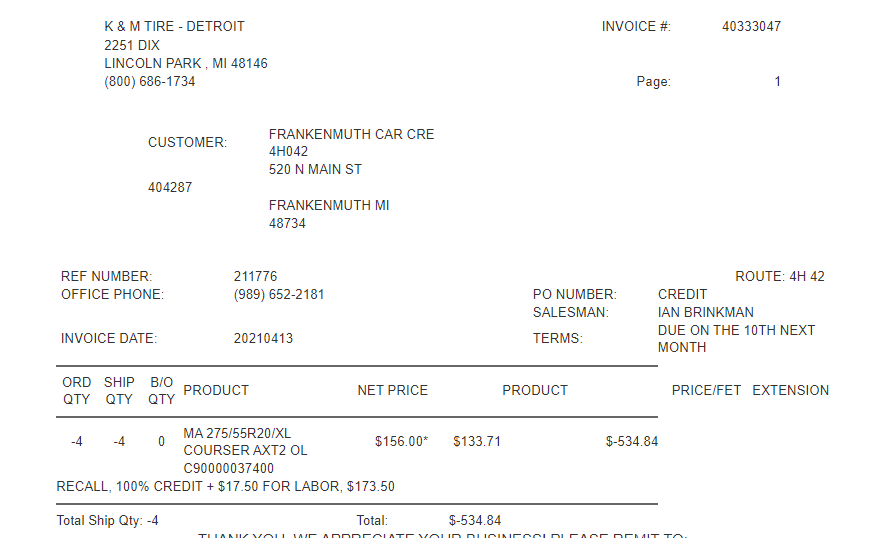 K & M TIRE - DETROIT INVOICE #: 40333047
2251 DIX
LINCOLN PARK , MI 48146
(800) 686-1734 Page: 1
CUSTOMER: FRANKENMUTH CAR CRE
4H042
520 N MAIN ST
404287
FRANKENMUTH MI
48734
REF NUMBER: 211776 ROUTE: 4H 42
OFFICE PHONE: (989) 652-2181 PO NUMBER: CREDIT
SALESMAN: IAN BRINKMAN
INVOICE DATE: 20210413 TERMS: DUE ON THE 10TH NEXT
MONTH
ORD SHIP B/O PRODUCT NET PRICE PRODUCT PRICE/FET EXTENSION
QTY QTY QTY
-4 -4 0 MA 275/55R20/XL $156.00* $133.71 $-534.84
COURSER AXT2 OL
C90000037400
RECALL, 100% CREDIT + $17.50 FOR LABOR, $173.50
Total Ship Qty: -4 Total: $-534.84
THANK YOU, WE APPRECIATE YOUR BUSINESS! PLEASE REMIT TO: